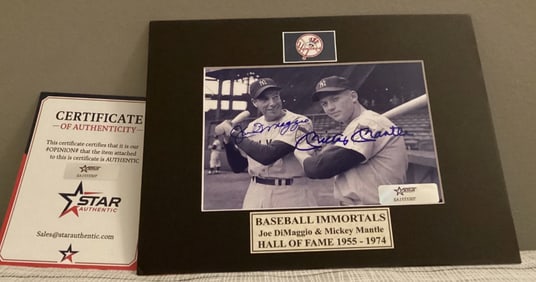 CERTIFICATE
OF AUTHENTICITY
This certificate certifies that it is our
#OPINION# that the item attached
to this is certificate is AUTHENTIC
STAR
AUTHENTIC
Sales@starauthentic.com
NY
Joe DiMaggio
Mickey Mantle
BASEBALL IMMORTALS
Joe DiMaggio & Mickey Mantle
HALL OF FAME 1955 - 1974